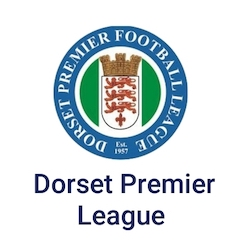 DORSET PREMIER FOOTBALL LEAGUE
Est.
1957
Dorset Premier
League